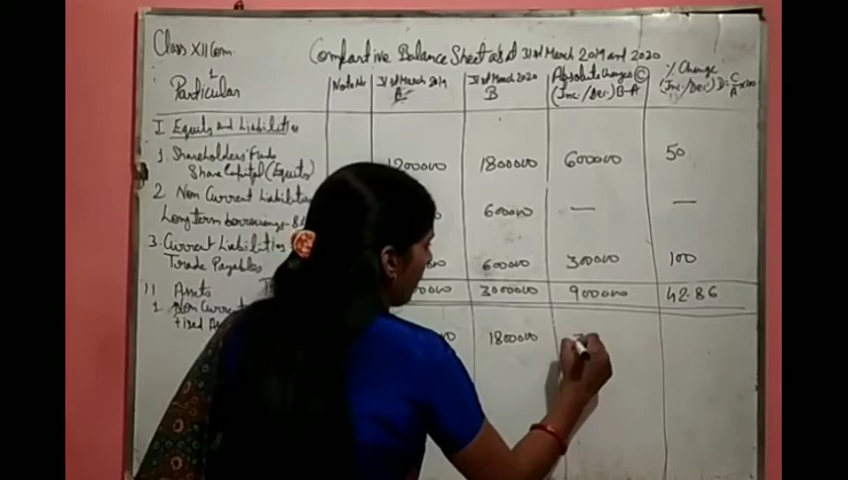 Class XII Com.
Comparative Balance Sheet as at 31st March 2019 and 2020
Particular Note No 31st March 2019 A 31st March 2020 B Absolute Changes (Inc./Dec.) B-A C % Change (Inc/Dec) D=C/A×100
I Equity and Liabilities
1. Shareholders' Funds
Share Capital (Equity) 1200000 1800000 600000 50
2 Non Current Liabilities
Long term borrowings 600000 — —
3. Current Liabilities
Trade Payables 600000 300000 100
3000000 900000 42.86
II Assets
1. Non Current
Fixed 1800000